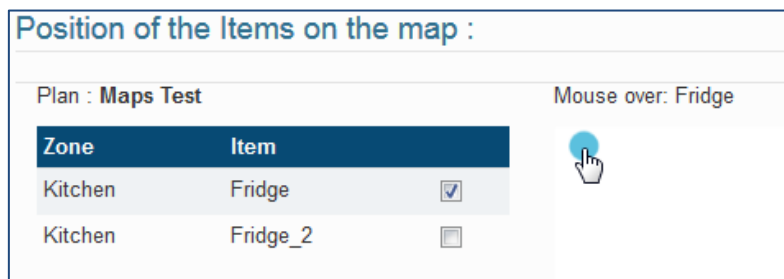 Position of the Items on the map :
Plan : Maps Test
Mouse over: Fridge
Zone Item
Kitchen Fridge
Kitchen Fridge_2